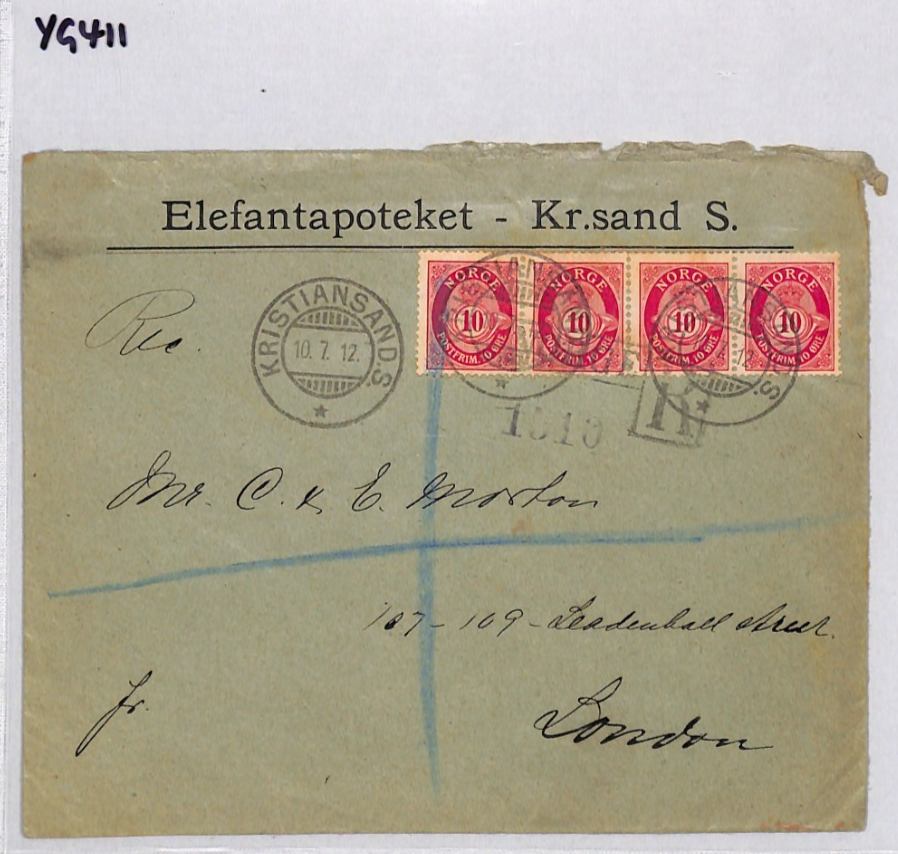 YG411
Elefantapoteket - Kr.sand S.
NORGE 10 POSTFRIM. 10 ØRE
NORGE 10 POSTFRIM. 10 ØRE
NORGE 10 POSTFRIM. 10 ØRE
NORGE 10 POSTFRIM. 10 ØRE
Rec.
KRISTIANSAND S.
10. 7. 12.
R
Mr. C. & E. Morton
107-109-Leadenhall Street.
fr.
London